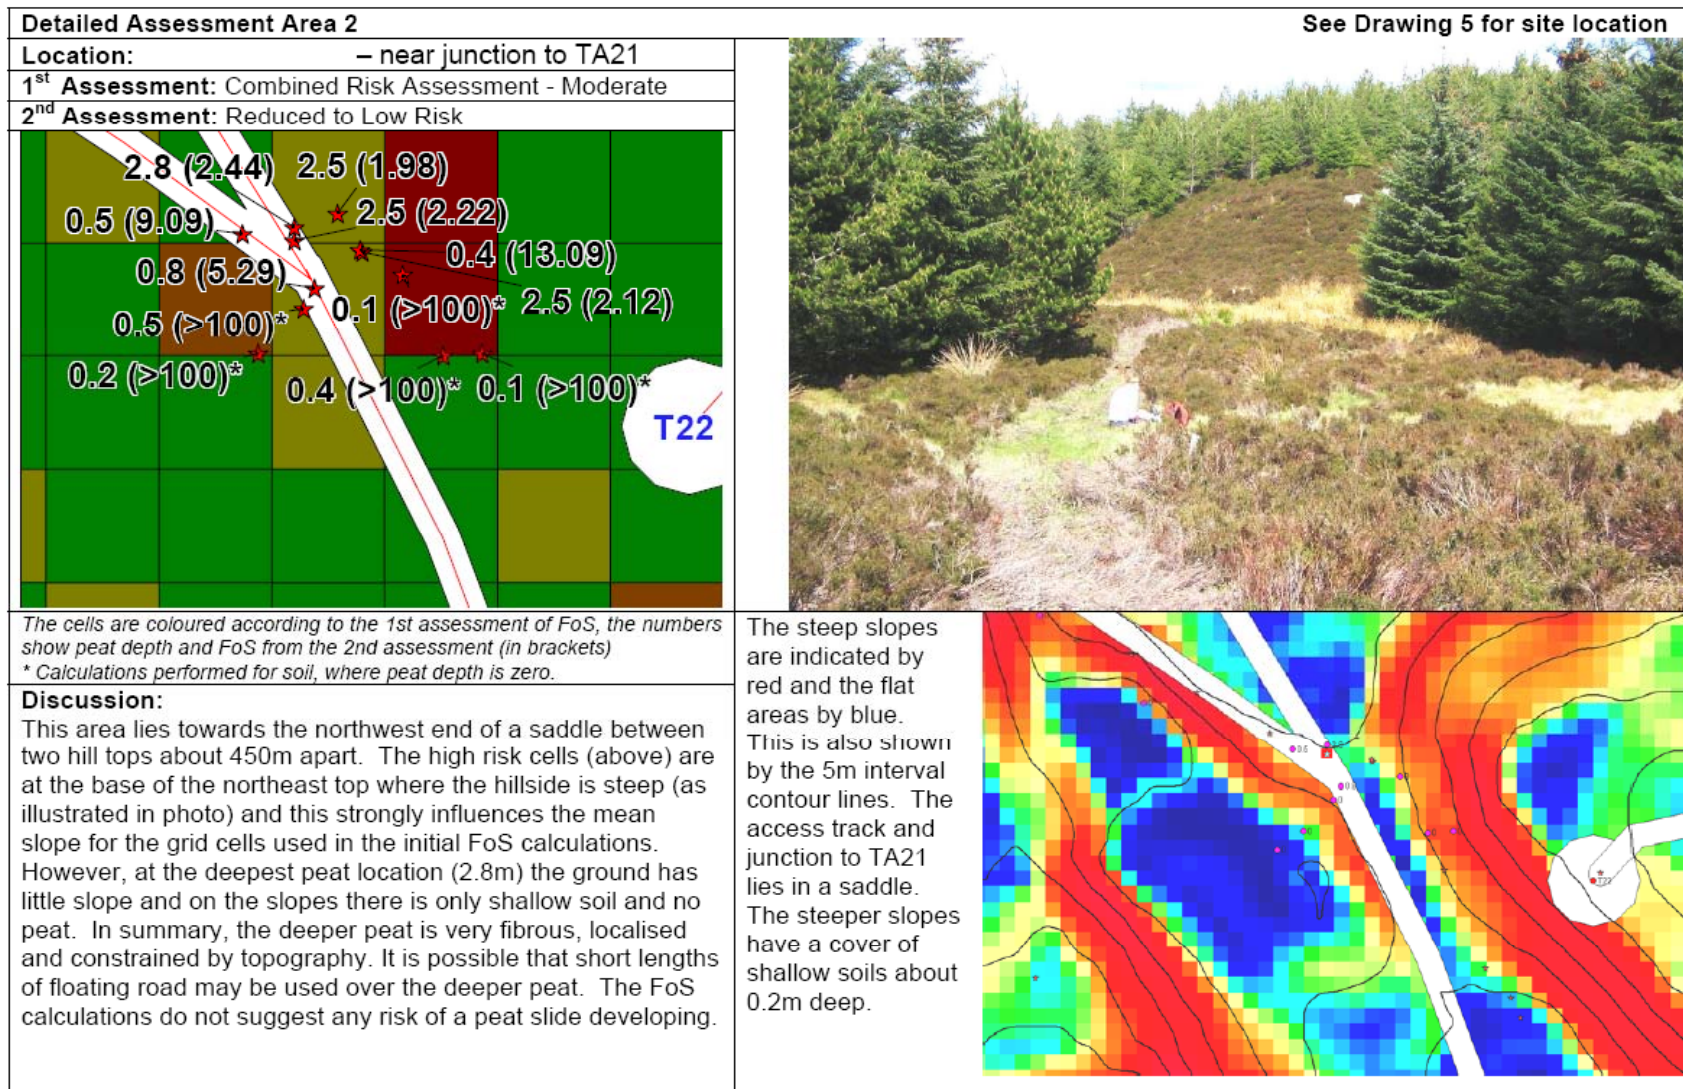 Detailed Assessment Area 2
See Drawing 5 for site location
Location: – near junction to TA21
1st Assessment: Combined Risk Assessment - Moderate
2nd Assessment: Reduced to Low Risk
2.8 (2.44)
2.5 (1.98)
0.5 (9.09)
2.5 (2.22)
0.4 (13.09)
0.8 (5.29)
0.1 (>100)*
2.5 (2.12)
0.5 (>100)*
0.2 (>100)*
0.4 (>100)*
0.1 (>100)*
T22
The cells are coloured according to the 1st assessment of FoS, the numbers
show peat depth and FoS from the 2nd assessment (in brackets)
* Calculations performed for soil, where peat depth is zero.
Discussion:
This area lies towards the northwest end of a saddle between
two hill tops about 450m apart. The high risk cells (above) are
at the base of the northeast top where the hillside is steep (as
illustrated in photo) and this strongly influences the mean
slope for the grid cells used in the initial FoS calculations.
However, at the deepest peat location (2.8m) the ground has
little slope and on the slopes there is only shallow soil and no
peat. In summary, the deeper peat is very fibrous, localised
and constrained by topography. It is possible that short lengths
of floating road may be used over the deeper peat. The FoS
calculations do not suggest any risk of a peat slide developing.
The steep slopes
are indicated by
red and the flat
areas by blue.
This is also shown
by the 5m interval
contour lines. The
access track and
junction to TA21
lies in a saddle.
The steeper slopes
have a cover of
shallow soils about
0.2m deep.
T22